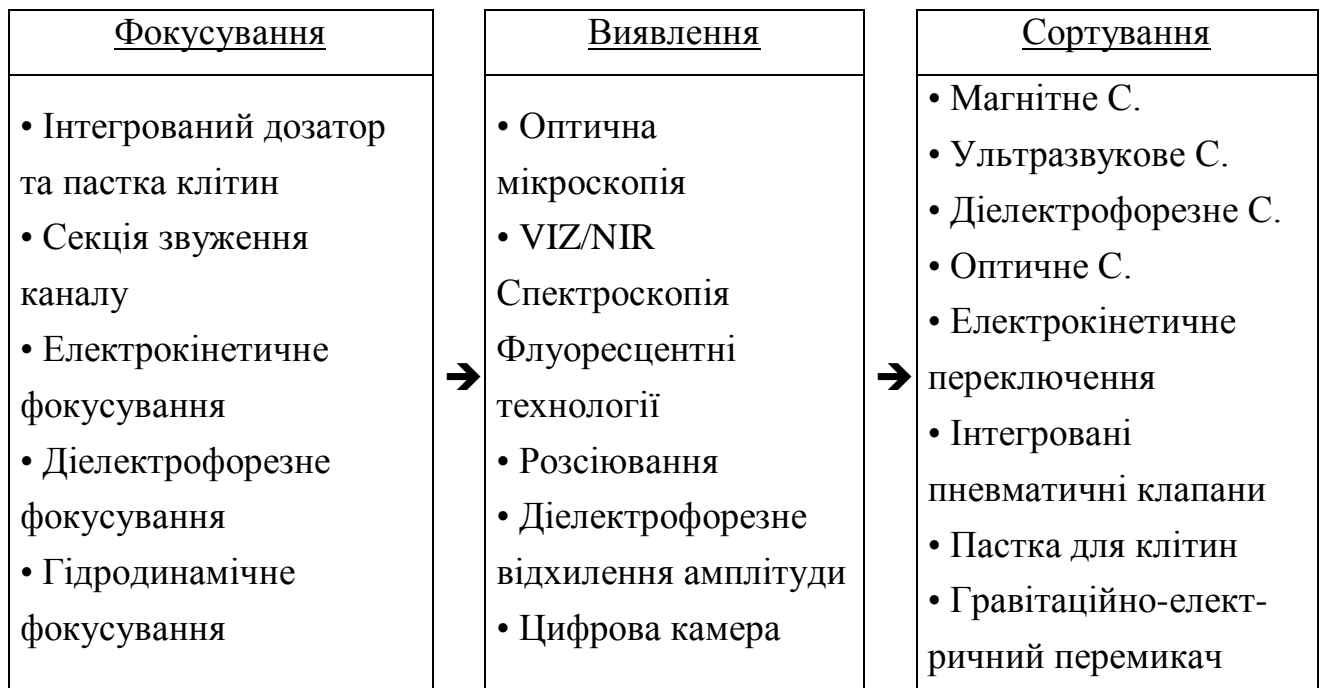 Фокусування
• Інтегрований дозатор
та пастка клітин
• Секція звуження
каналу
• Електрокінетичне
фокусування
• Діелектрофорезне
фокусування
• Гідродинамічне
фокусування
➔
Виявлення
• Оптична
мікроскопія
• VIZ/NIR
Спектроскопія
Флуоресцентні
технології
• Розсіювання
• Діелектрофорезне
відхилення амплітуди
• Цифрова камера
➔
Сортування
• Магнітне С.
• Ультразвукове С.
• Діелектрофорезне С.
• Оптичне С.
• Електрокінетичне
переключення
• Інтегровані
пневматичні клапани
• Пастка для клітин
• Гравітаційно-елект-
ричний перемикач